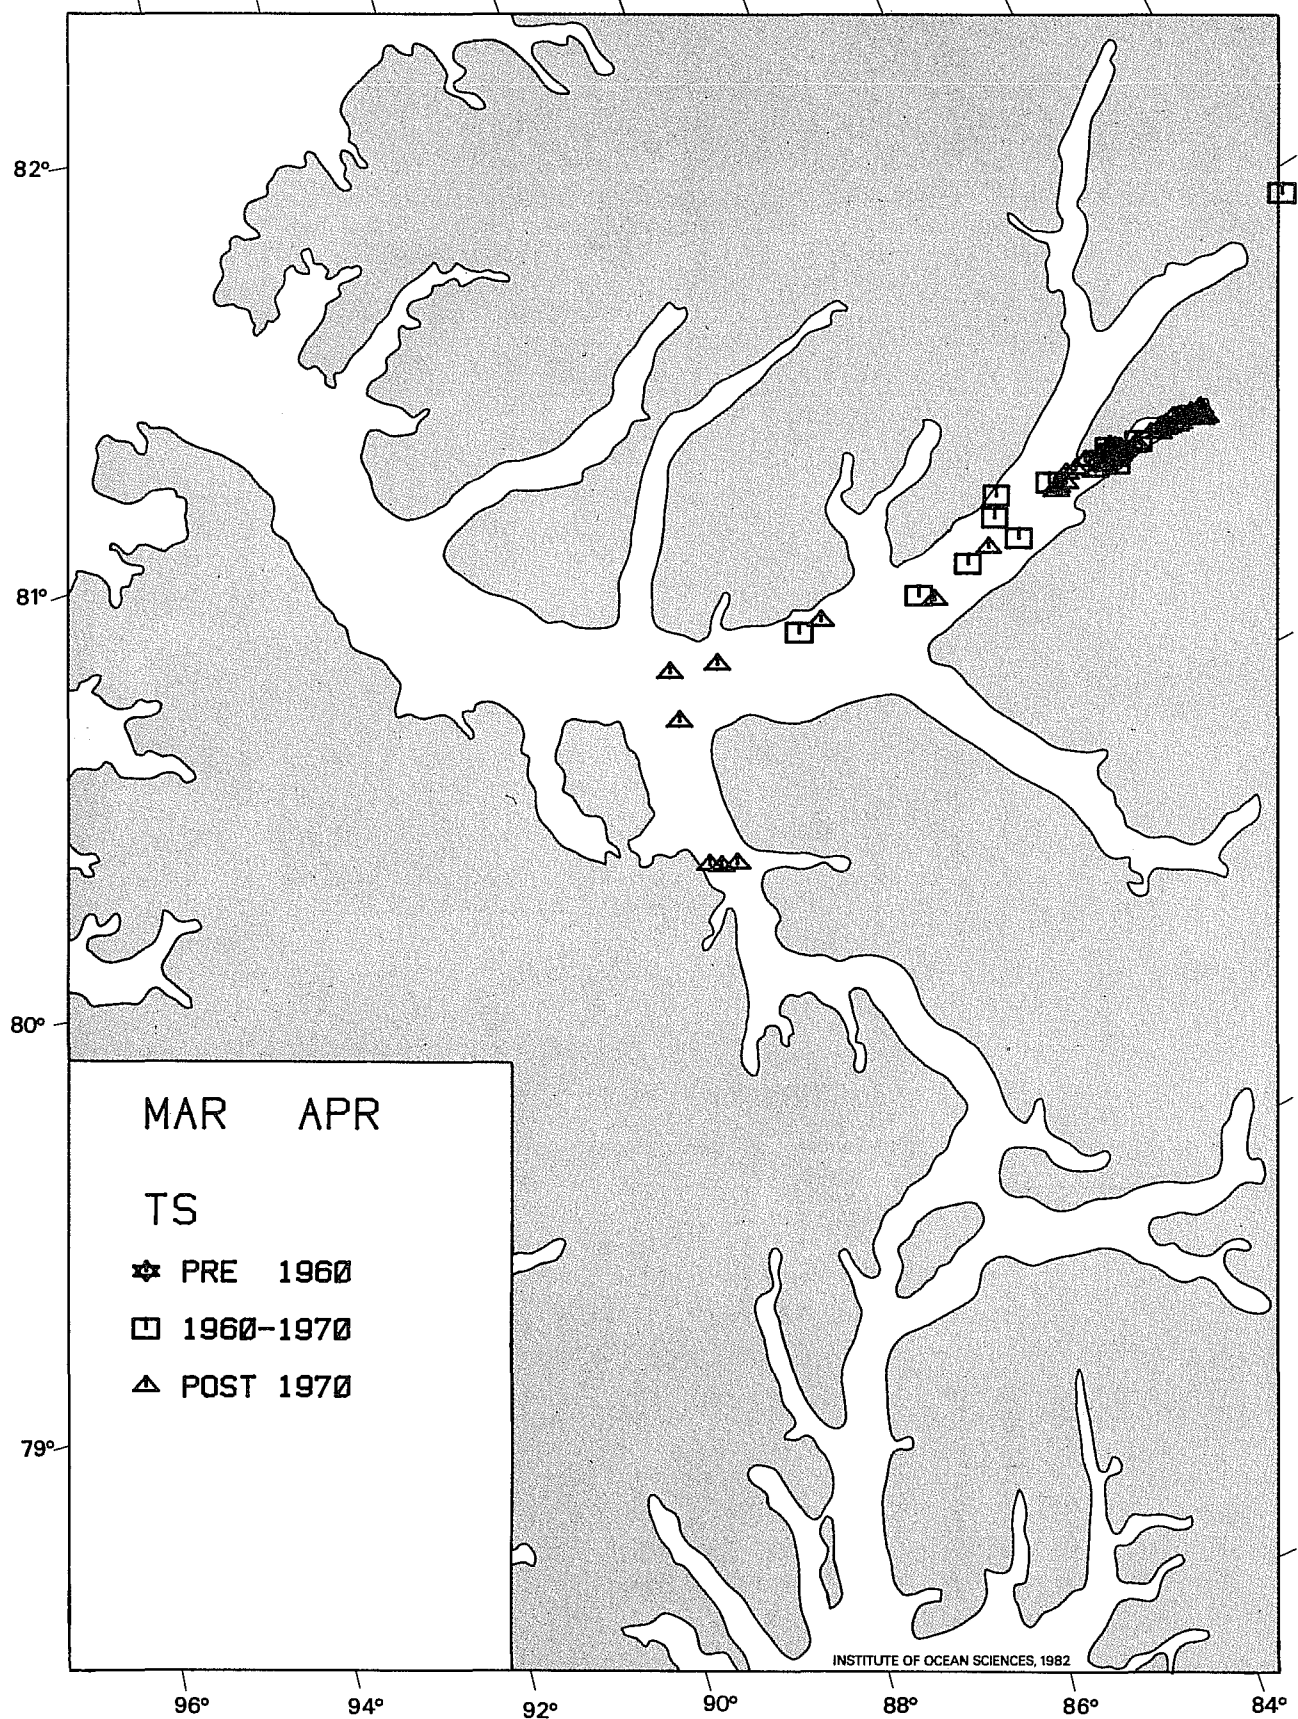 82°
81°
80°
MAR APR
TS
PRE 1960
1960-1970
POST 1970
79°
INSTITUTE OF OCEAN SCIENCES, 1982
96° 94° 92° 90° 88° 86° 84°